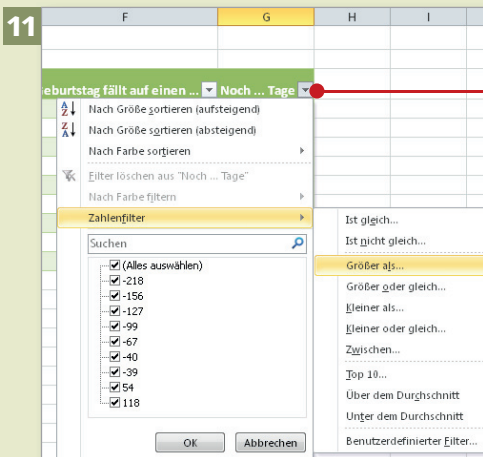 11
F G H I
eburtstag fällt auf einen ... Noch ... Tage
Nach Größe sortieren (aufsteigend)
Nach Größe sortieren (absteigend)
Nach Farbe sortieren
Filter löschen aus "Noch ... Tage"
Nach Farbe filtern
Zahlenfilter
Suchen
(Alles auswählen)
-218
-156
-127
-99
-67
-40
-39
54
118
OK Abbrechen
Ist gleich...
Ist nicht gleich...
Größer als...
Größer oder gleich...
Kleiner als...
Kleiner oder gleich...
Zwischen...
Top 10...
Über dem Durchschnitt
Unter dem Durchschnitt
Benutzerdefinierter Filter...